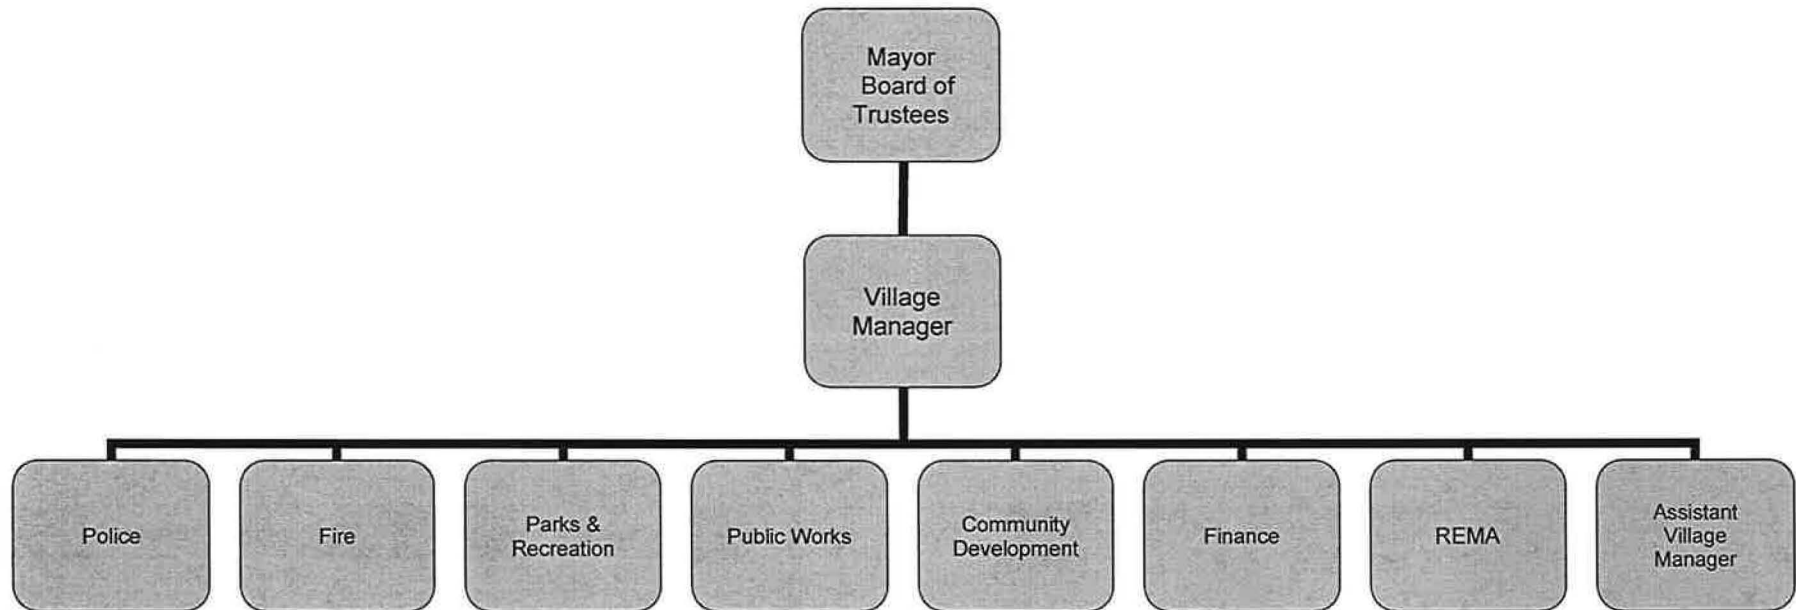 Mayor
Board of
Trustees
Village
Manager
Police
Fire
Parks &
Recreation
Public Works
Community
Development
Finance
REMA
Assistant
Village
Manager